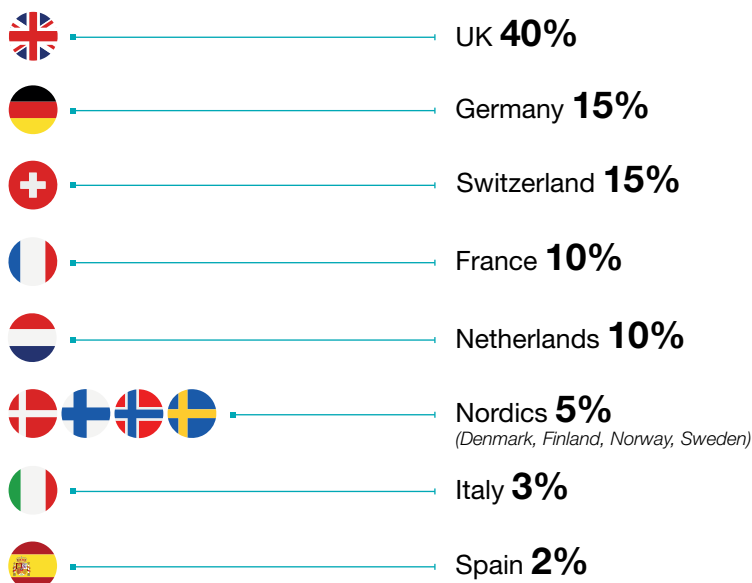 UK 40%
Germany 15%
Switzerland 15%
France 10%
Netherlands 10%
Nordics 5%
(Denmark, Finland, Norway, Sweden)
Italy 3%
Spain 2%